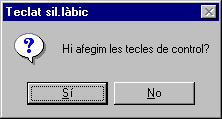 Teclat sil.làbic
Hi afegim les tecles de control?
Sí
No